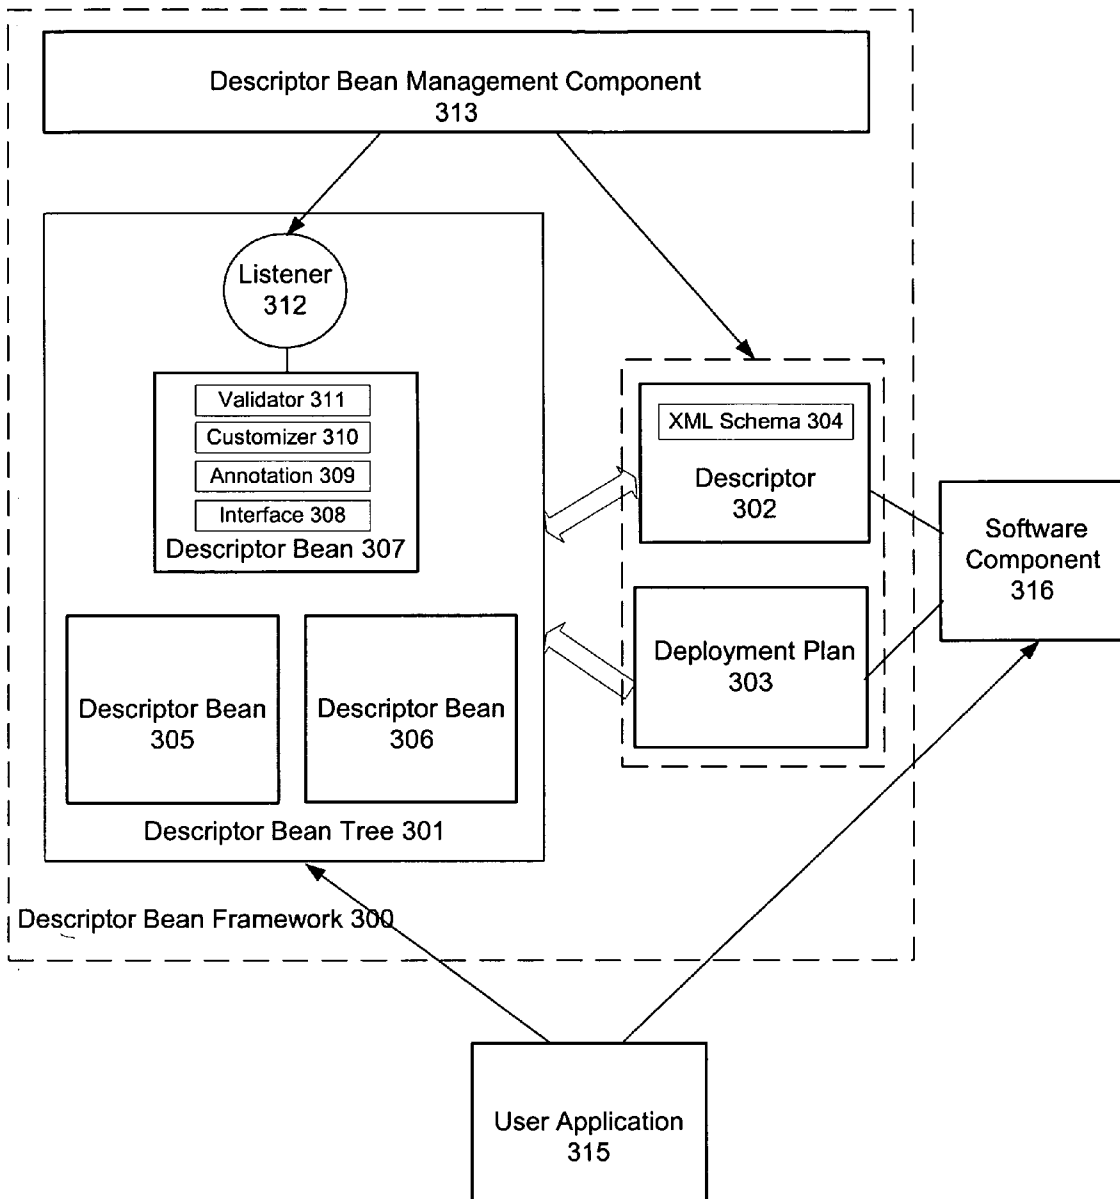 Descriptor Bean Management Component
313
Listener
312
Validator 311
Customizer 310
Annotation 309
Interface 308
Descriptor Bean 307
XML Schema 304
Descriptor
302
Software
Component
316
Deployment Plan
303
Descriptor Bean
305
Descriptor Bean
306
Descriptor Bean Tree 301
Descriptor Bean Framework 300
User Application
315